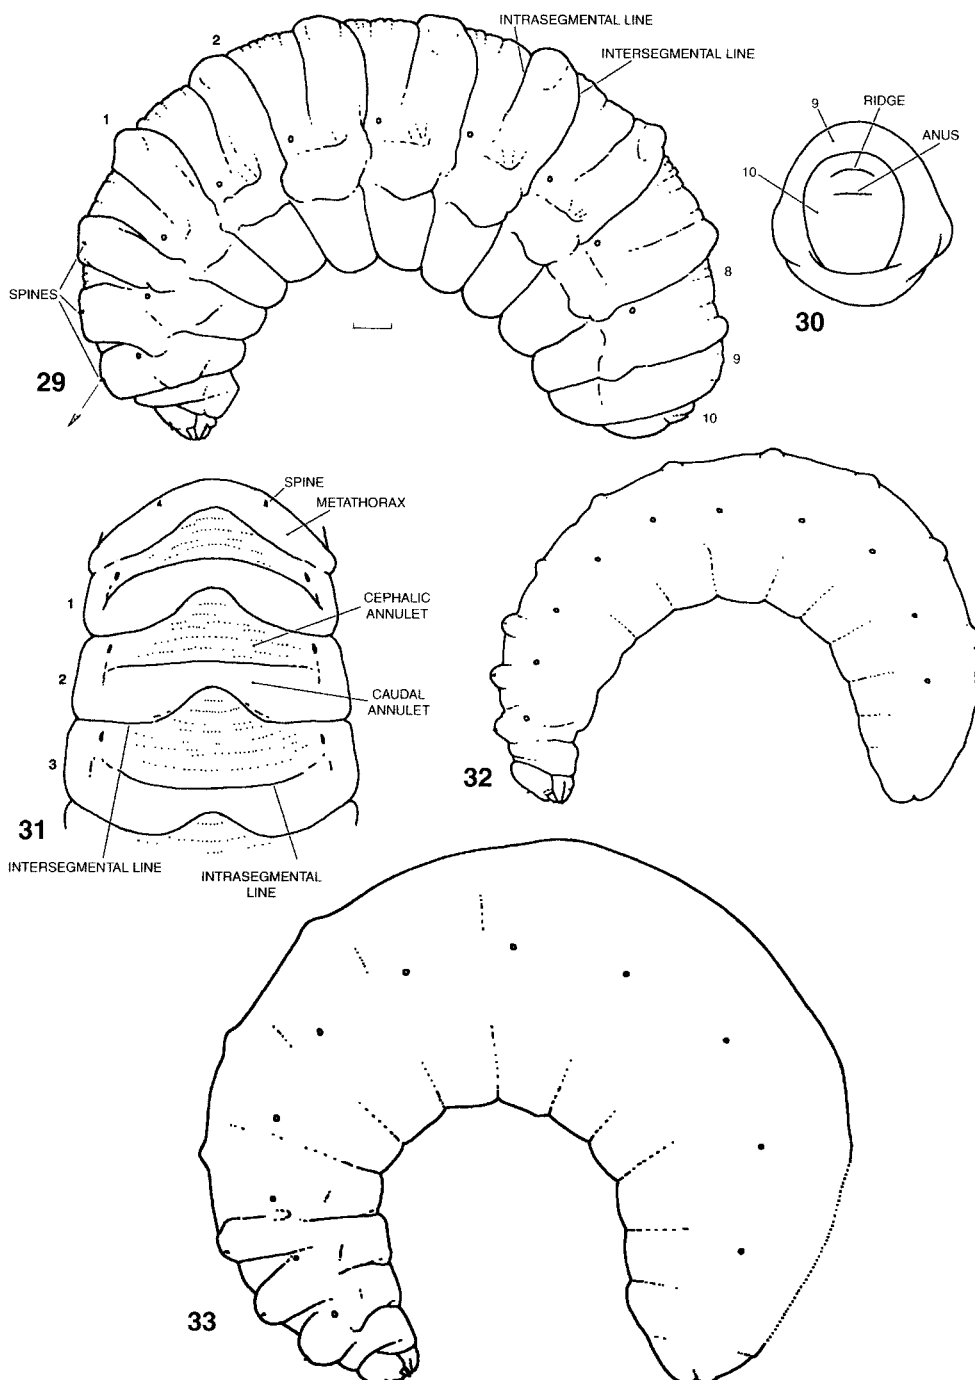 INTRASEGMENTAL LINE
INTERSEGMENTAL LINE
2
1
SPINES
29
8
9
10
9
RIDGE
ANUS
10
30
SPINE
METATHORAX
1
CEPHALIC
ANNULET
2
CAUDAL
ANNULET
3
31
INTERSEGMENTAL LINE
INTRASEGMENTAL
LINE
32
33